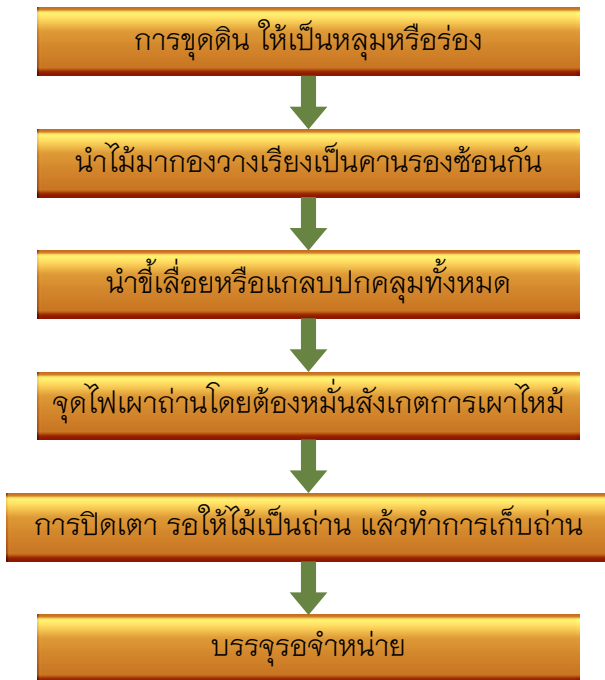 การขุดดิน ให้เป็นหลุมหรือร่อง
นำไม้มากองวางเรียงเป็นคานรองซ้อนกัน
นำขี้เลื่อยหรือแกลบปกคลุมทั้งหมด
จุดไฟเผาถ่านโดยต้องหมั่นสังเกตการเผาไหม้
การปิดเตา รอให้ไม้เป็นถ่าน แล้วทำการเก็บถ่าน
บรรจุรอจำหน่าย